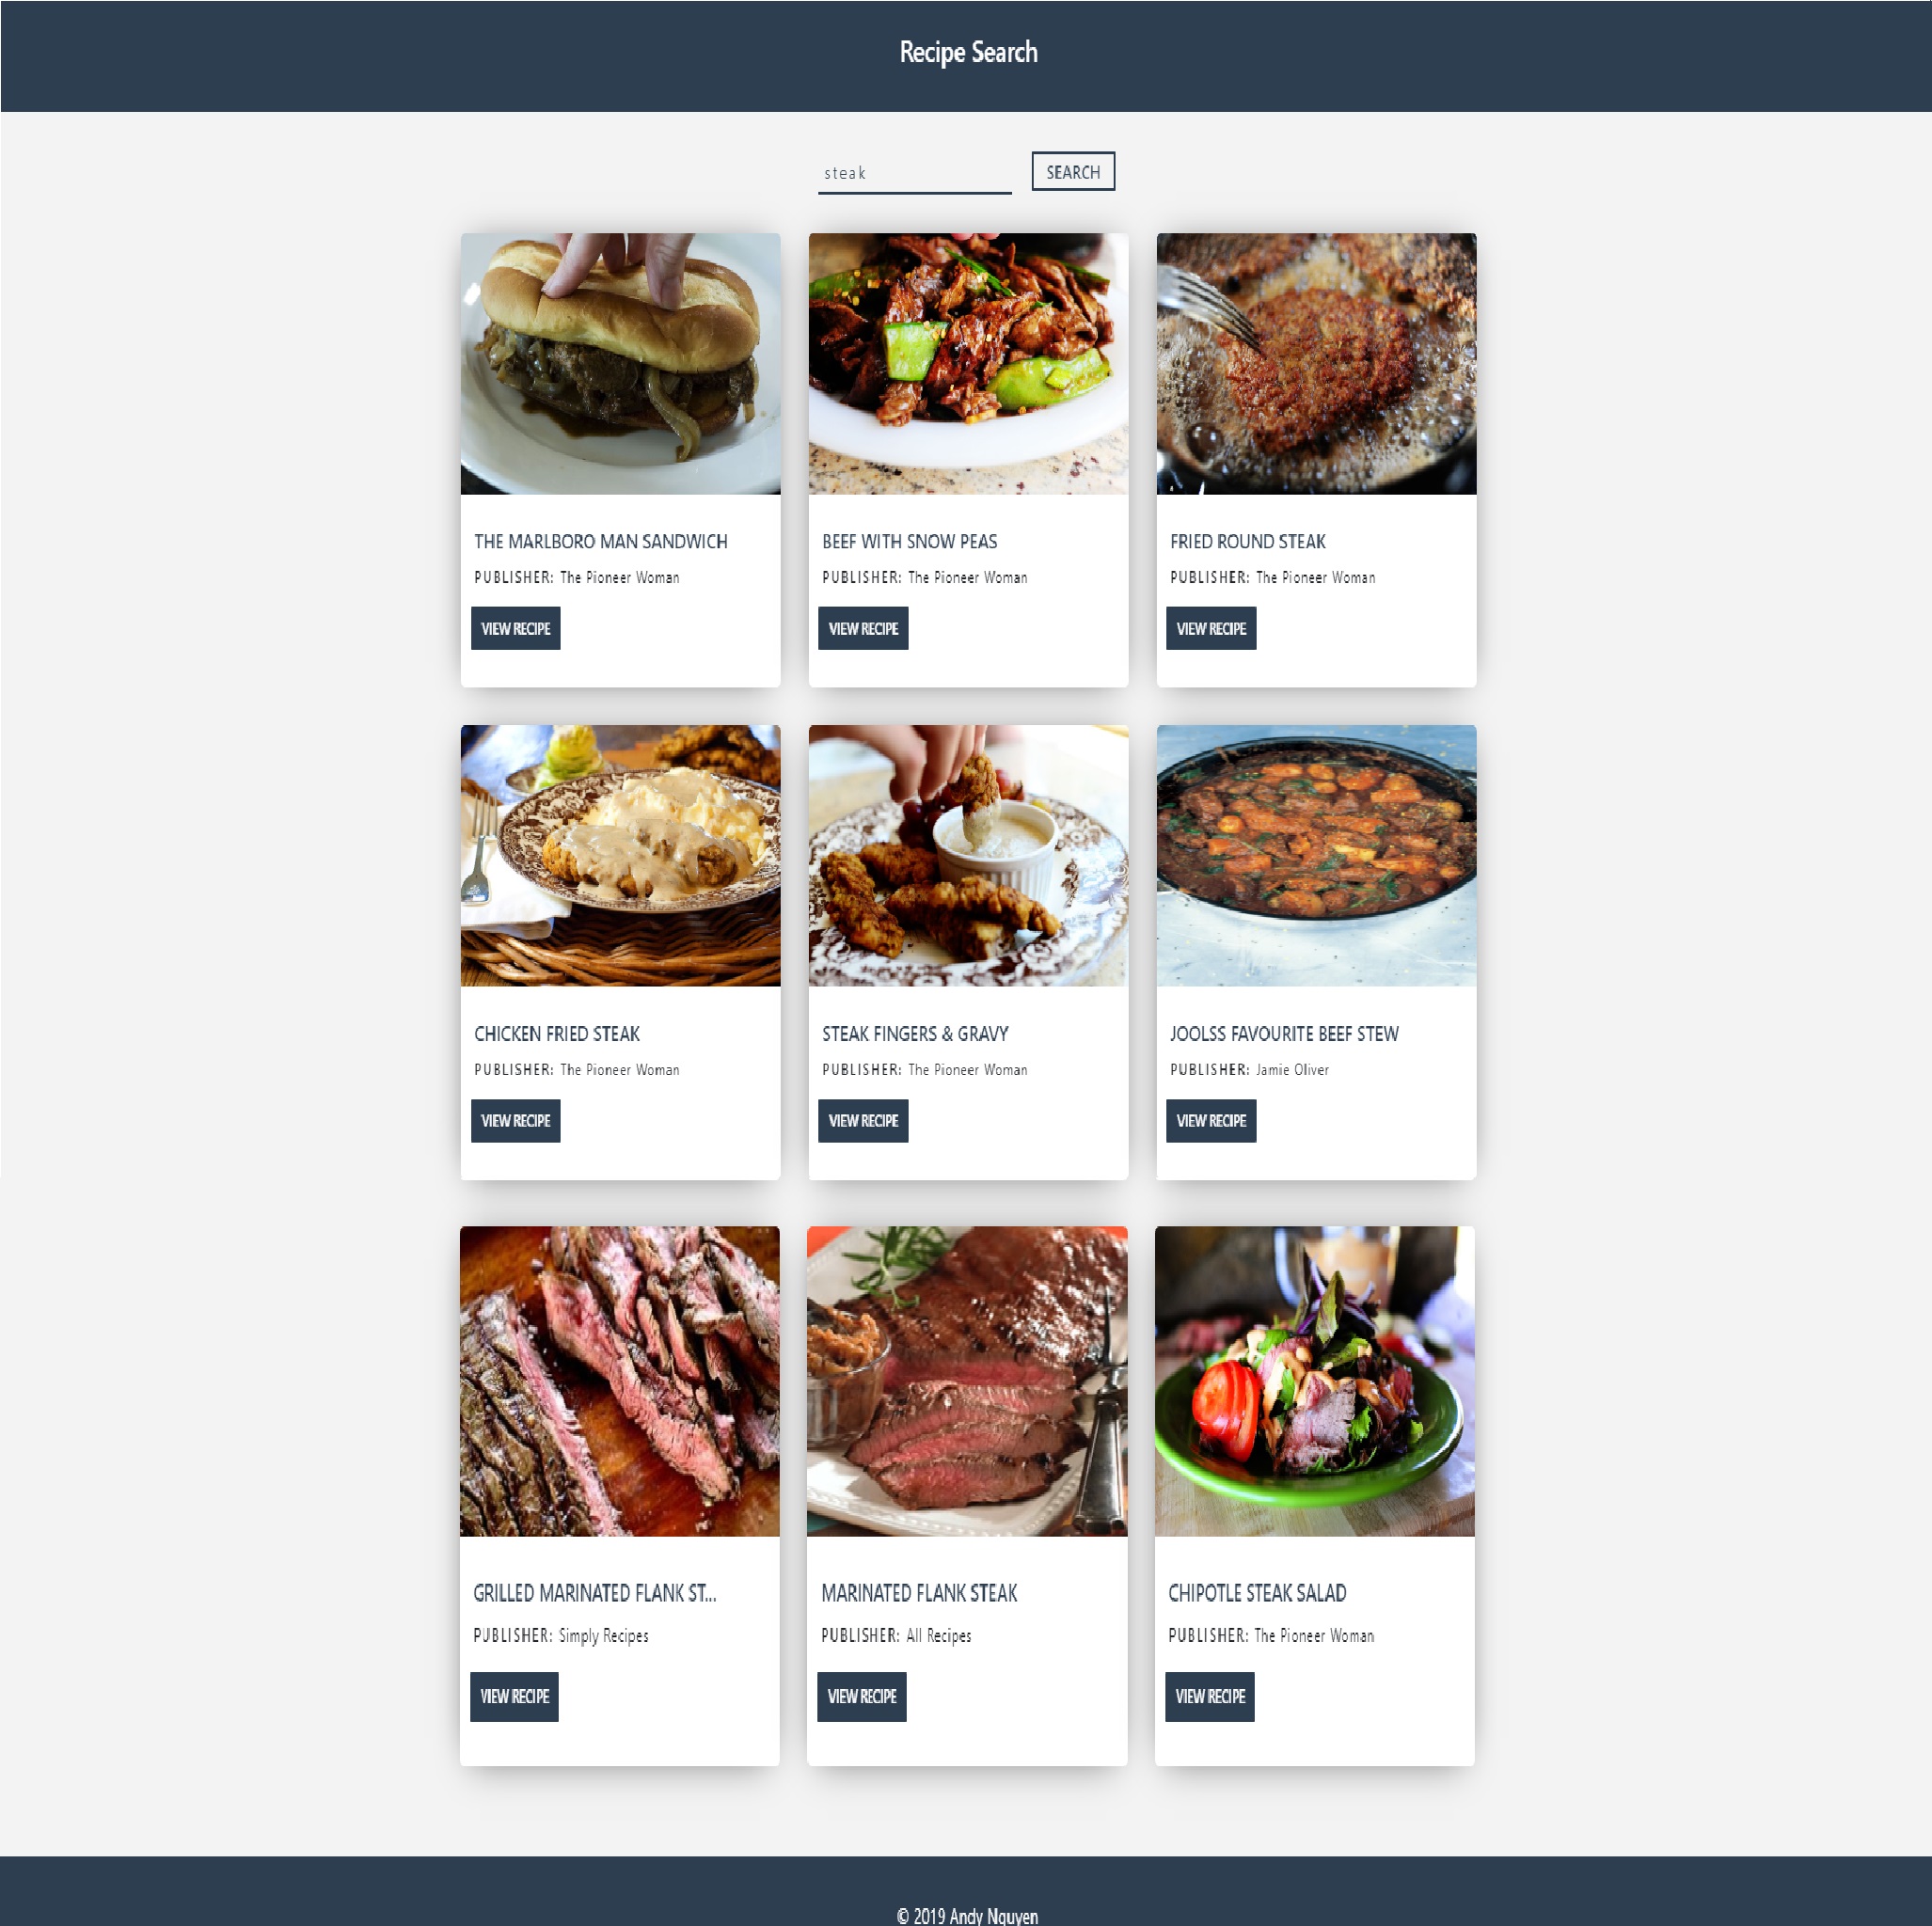 Recipe Search
steak
SEARCH
THE MARLBORO MAN SANDWICH
PUBLISHER: The Pioneer Woman
VIEW RECIPE
BEEF WITH SNOW PEAS
PUBLISHER: The Pioneer Woman
VIEW RECIPE
FRIED ROUND STEAK
PUBLISHER: The Pioneer Woman
VIEW RECIPE
CHICKEN FRIED STEAK
PUBLISHER: The Pioneer Woman
VIEW RECIPE
STEAK FINGERS & GRAVY
PUBLISHER: The Pioneer Woman
VIEW RECIPE
JOOLSS FAVOURITE BEEF STEW
PUBLISHER: Jamie Oliver
VIEW RECIPE
GRILLED MARINATED FLANK ST...
PUBLISHER: Simply Recipes
VIEW RECIPE
MARINATED FLANK STEAK
PUBLISHER: All Recipes
VIEW RECIPE
CHIPOTLE STEAK SALAD
PUBLISHER: The Pioneer Woman
VIEW RECIPE
© 2019 Andy Nguyen